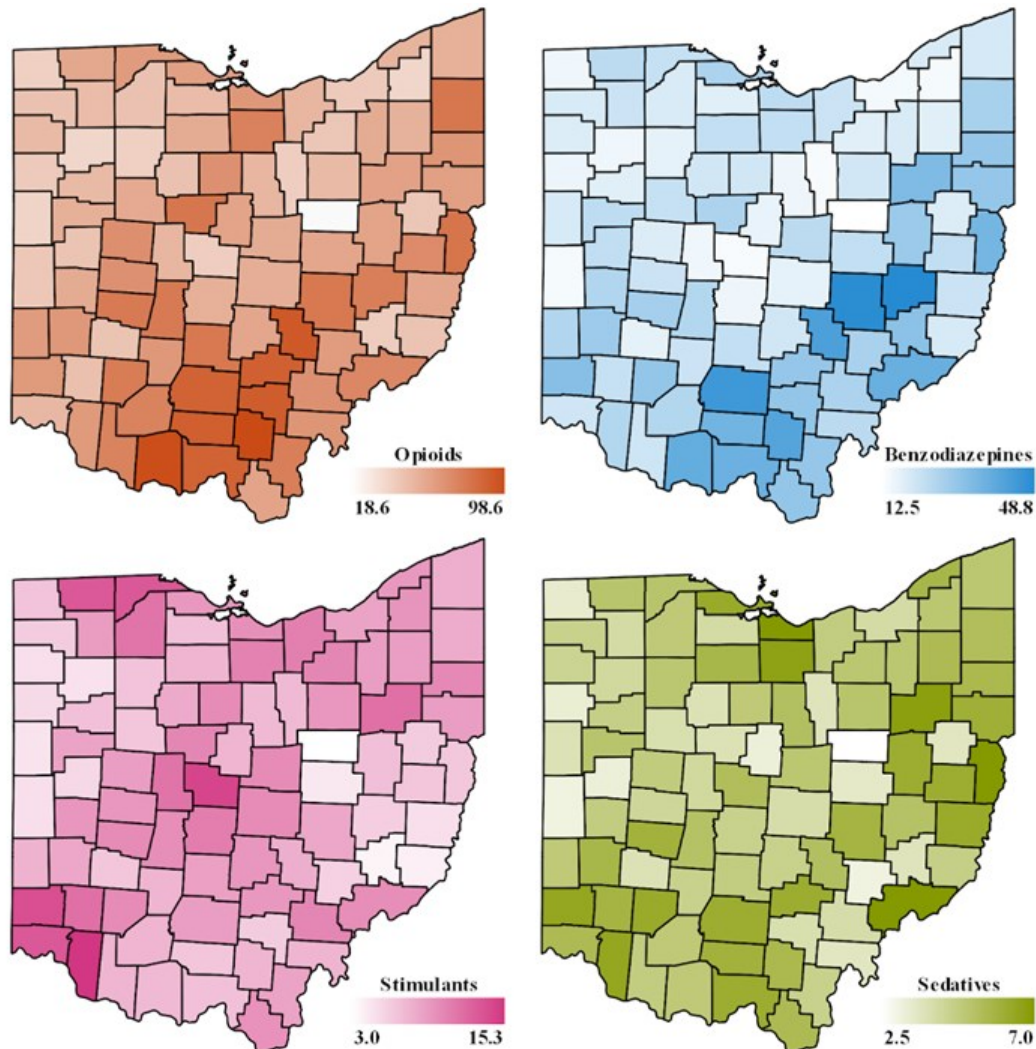 Opioids
18.6 98.6
Benzodiazepines
12.5 48.8
Stimulants
3.0 15.3
Sedatives
2.5 7.0